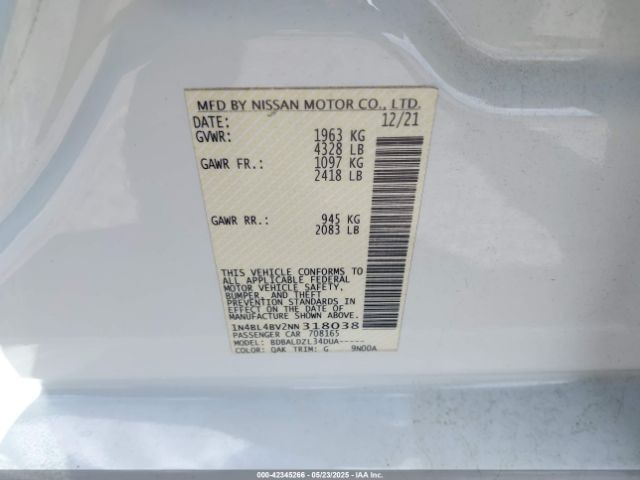 MFD BY NISSAN MOTOR CO., LTD.
DATE: 12/21
GVWR: 1963 KG
4328 LB
GAWR FR.: 1097 KG
2418 LB
GAWR RR.: 945 KG
2083 LB
THIS VEHICLE CONFORMS TO
ALL APPLICABLE FEDERAL
MOTOR VEHICLE SAFETY,
BUMPER, AND THEFT
PREVENTION STANDARDS
IN EFFECT ON THE DATE OF
MANUFACTURE SHOWN ABOVE.
1N4BL4BV2NN318038
PASSENGER CAR 708165
MODEL: BDBALDZL34DUA-----
COLOR: QAK TRIM: G 9N00A
000-42345266 - 05/23/2025 - IAA Inc.